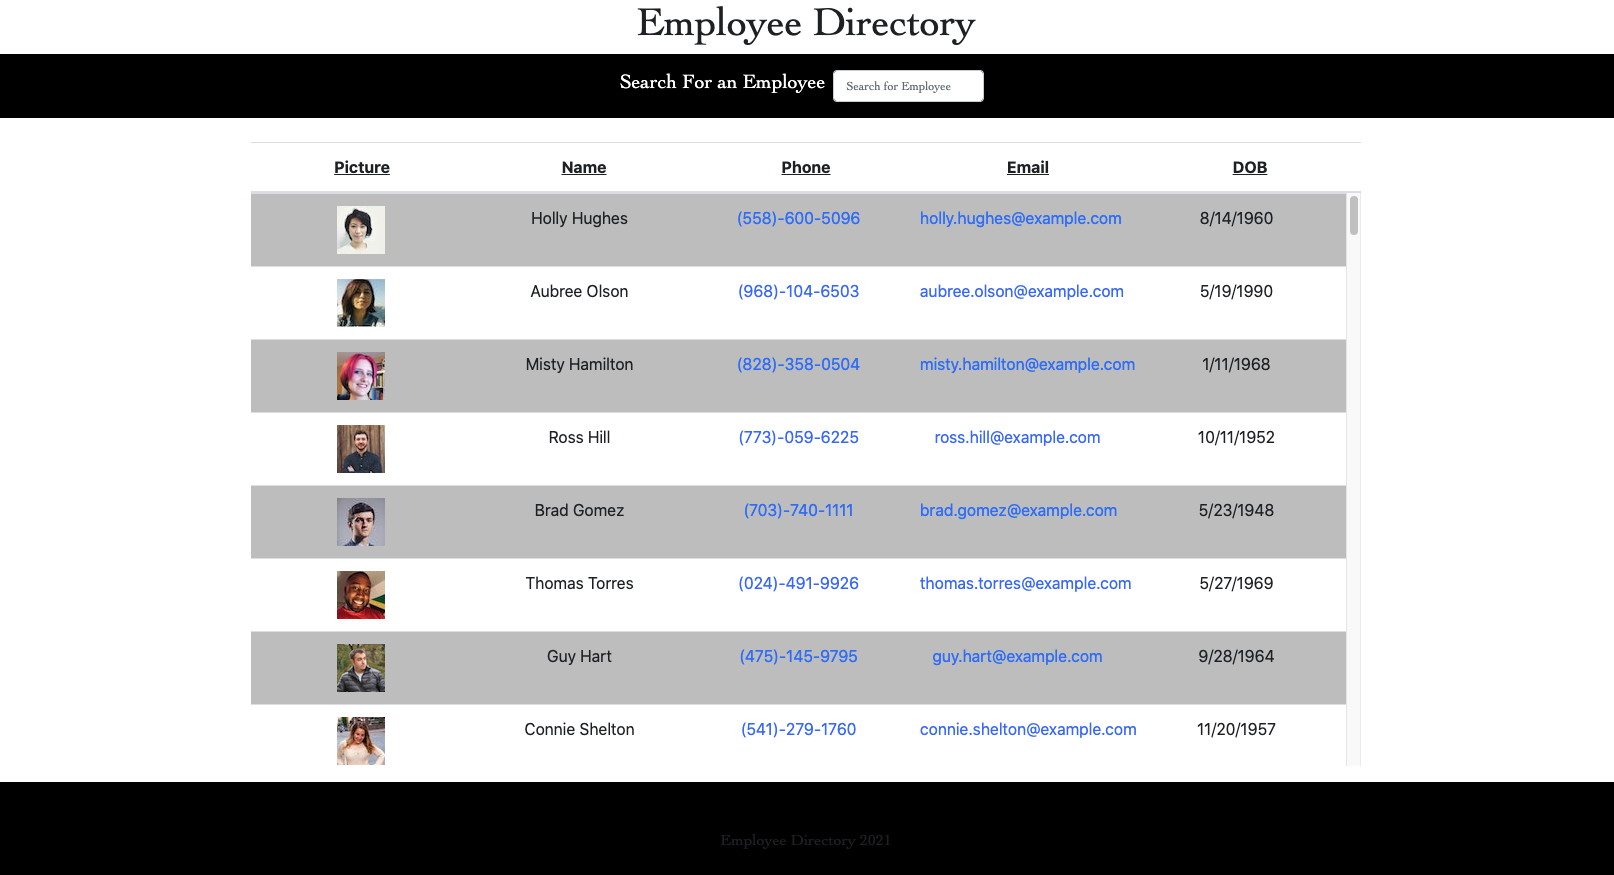 Employee Directory
Search For an Employee Search for Employee
Picture Name Phone Email DOB
Holly Hughes (558)-600-5096 holly.hughes@example.com 8/14/1960
Aubree Olson (968)-104-6503 aubree.olson@example.com 5/19/1990
Misty Hamilton (828)-358-0504 misty.hamilton@example.com 1/11/1968
Ross Hill (773)-059-6225 ross.hill@example.com 10/11/1952
Brad Gomez (703)-740-1111 brad.gomez@example.com 5/23/1948
Thomas Torres (024)-491-9926 thomas.torres@example.com 5/27/1969
Guy Hart (475)-145-9795 guy.hart@example.com 9/28/1964
Connie Shelton (541)-279-1760 connie.shelton@example.com 11/20/1957
Employee Directory 2021